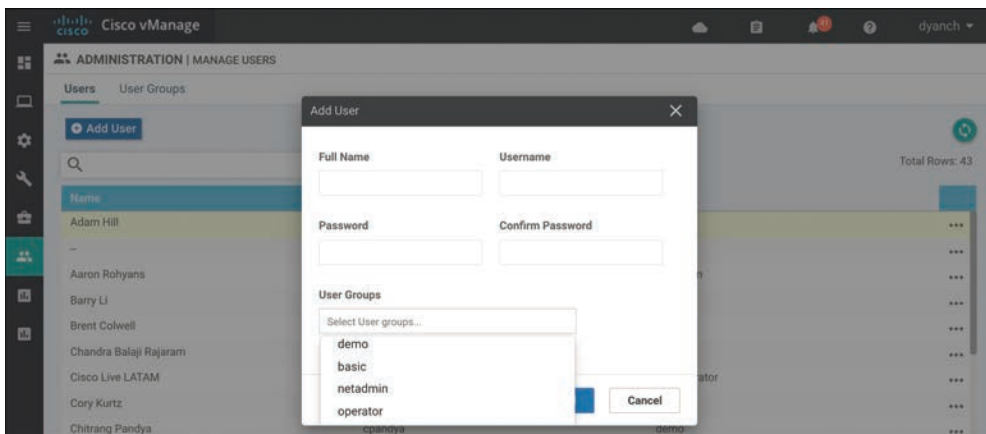 cisco Cisco vManage
41
dyanch
ADMINISTRATION | MANAGE USERS
Users User Groups
Add User
Total Rows: 43
Name
Adam Hill
--
Aaron Rohyans
Barry Li
Brent Colwell
Chandra Balaji Rajaram
Cisco Live LATAM
Cory Kurtz
Chitrang Pandya cpandya demo
Add User
Full Name Username
Password Confirm Password
User Groups
Select User groups...
demo
basic
netadmin
operator
Cancel